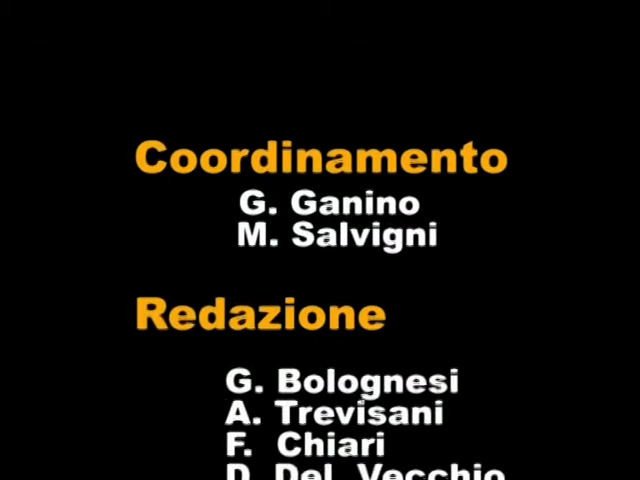 Coordinamento
G. Ganino
M. Salvigni
Redazione
G. Bolognesi
A. Trevisani
F. Chiari
D. Del Vecchio